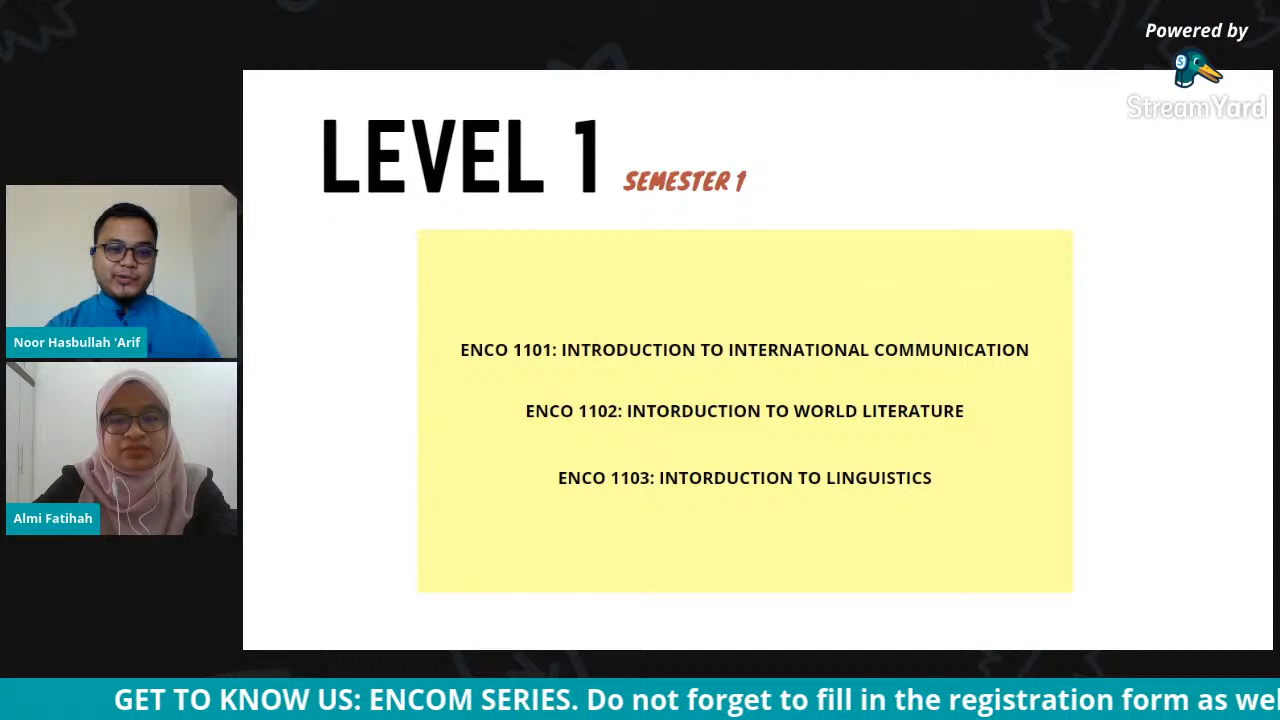 Powered by
StreamYard
LEVEL 1 SEMESTER 1
ENCO 1101: INTRODUCTION TO INTERNATIONAL COMMUNICATION
ENCO 1102: INTORDUCTION TO WORLD LITERATURE
ENCO 1103: INTORDUCTION TO LINGUISTICS
Noor Hasbullah 'Arif
Almi Fatihah
GET TO KNOW US: ENCOM SERIES. Do not forget to fill in the registration form as